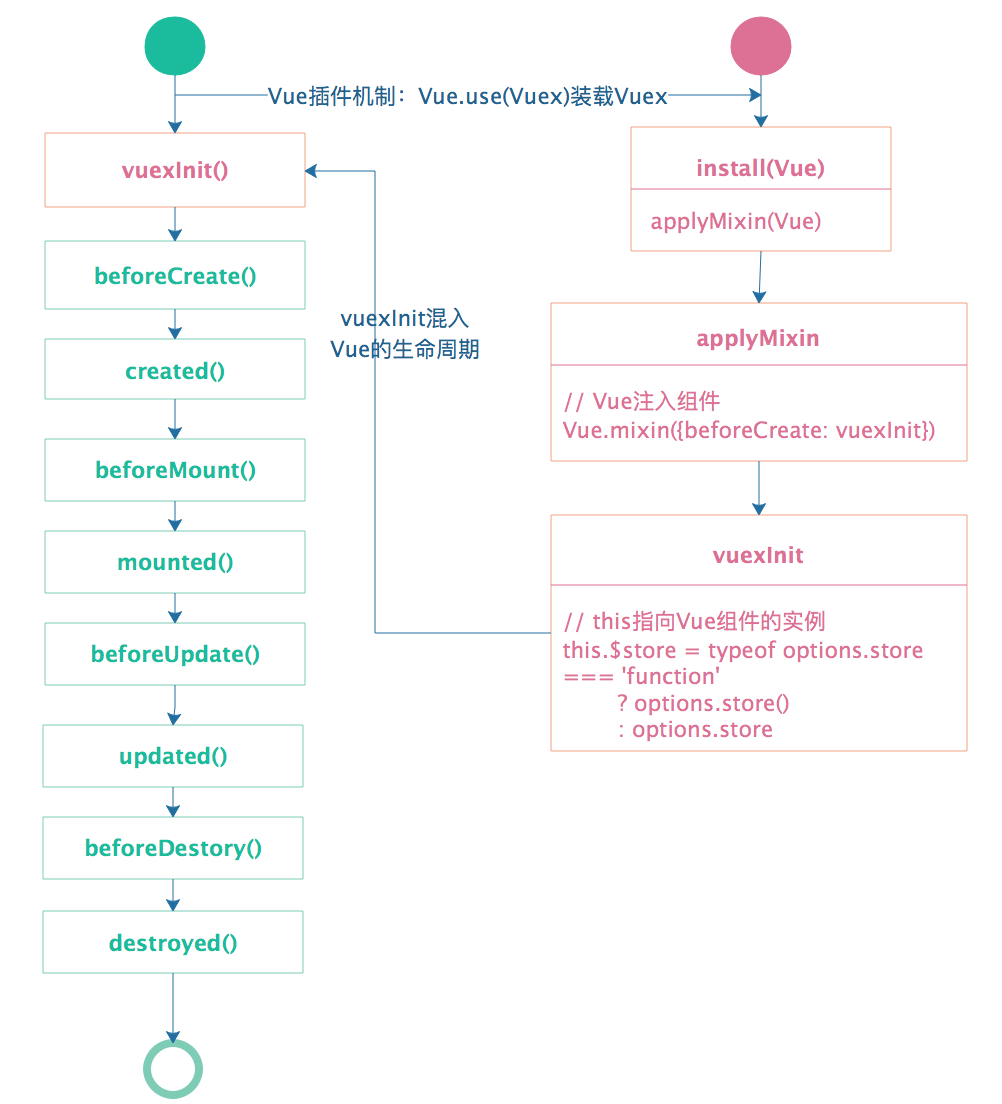 Vue插件机制：Vue.use(Vuex)装载Vuex
vuexInit()
beforeCreate()
created()
beforeMount()
mounted()
beforeUpdate()
updated()
beforeDestory()
destroyed()
vuexInit混入
Vue的生命周期
install(Vue)
applyMixin(Vue)
applyMixin
// Vue注入组件
Vue.mixin({beforeCreate: vuexInit})
vuexInit
// this指向Vue组件的实例
this.$store = typeof options.store
=== 'function'
? options.store()
: options.store